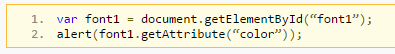 1. var font1 = document.getElementById(“font1”);
2. alert(font1.getAttribute(“color”));